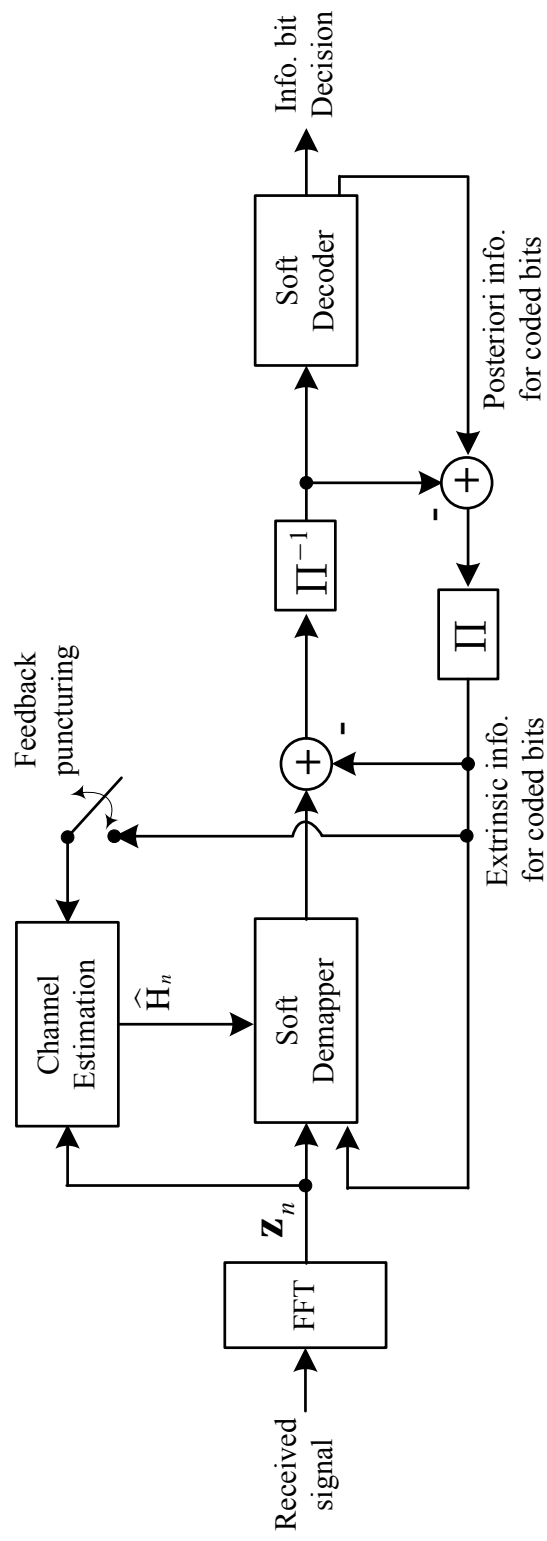 Received
signal
FFT
𝐙ₙ
Channel
Estimation
Ĥₙ
Soft
Demapper
Feedback
puncturing
+
-
Π⁻¹
Soft
Decoder
Info. bit
Decision
Extrinsic info.
for coded bits
Π
+
-
Posteriori info.
for coded bits